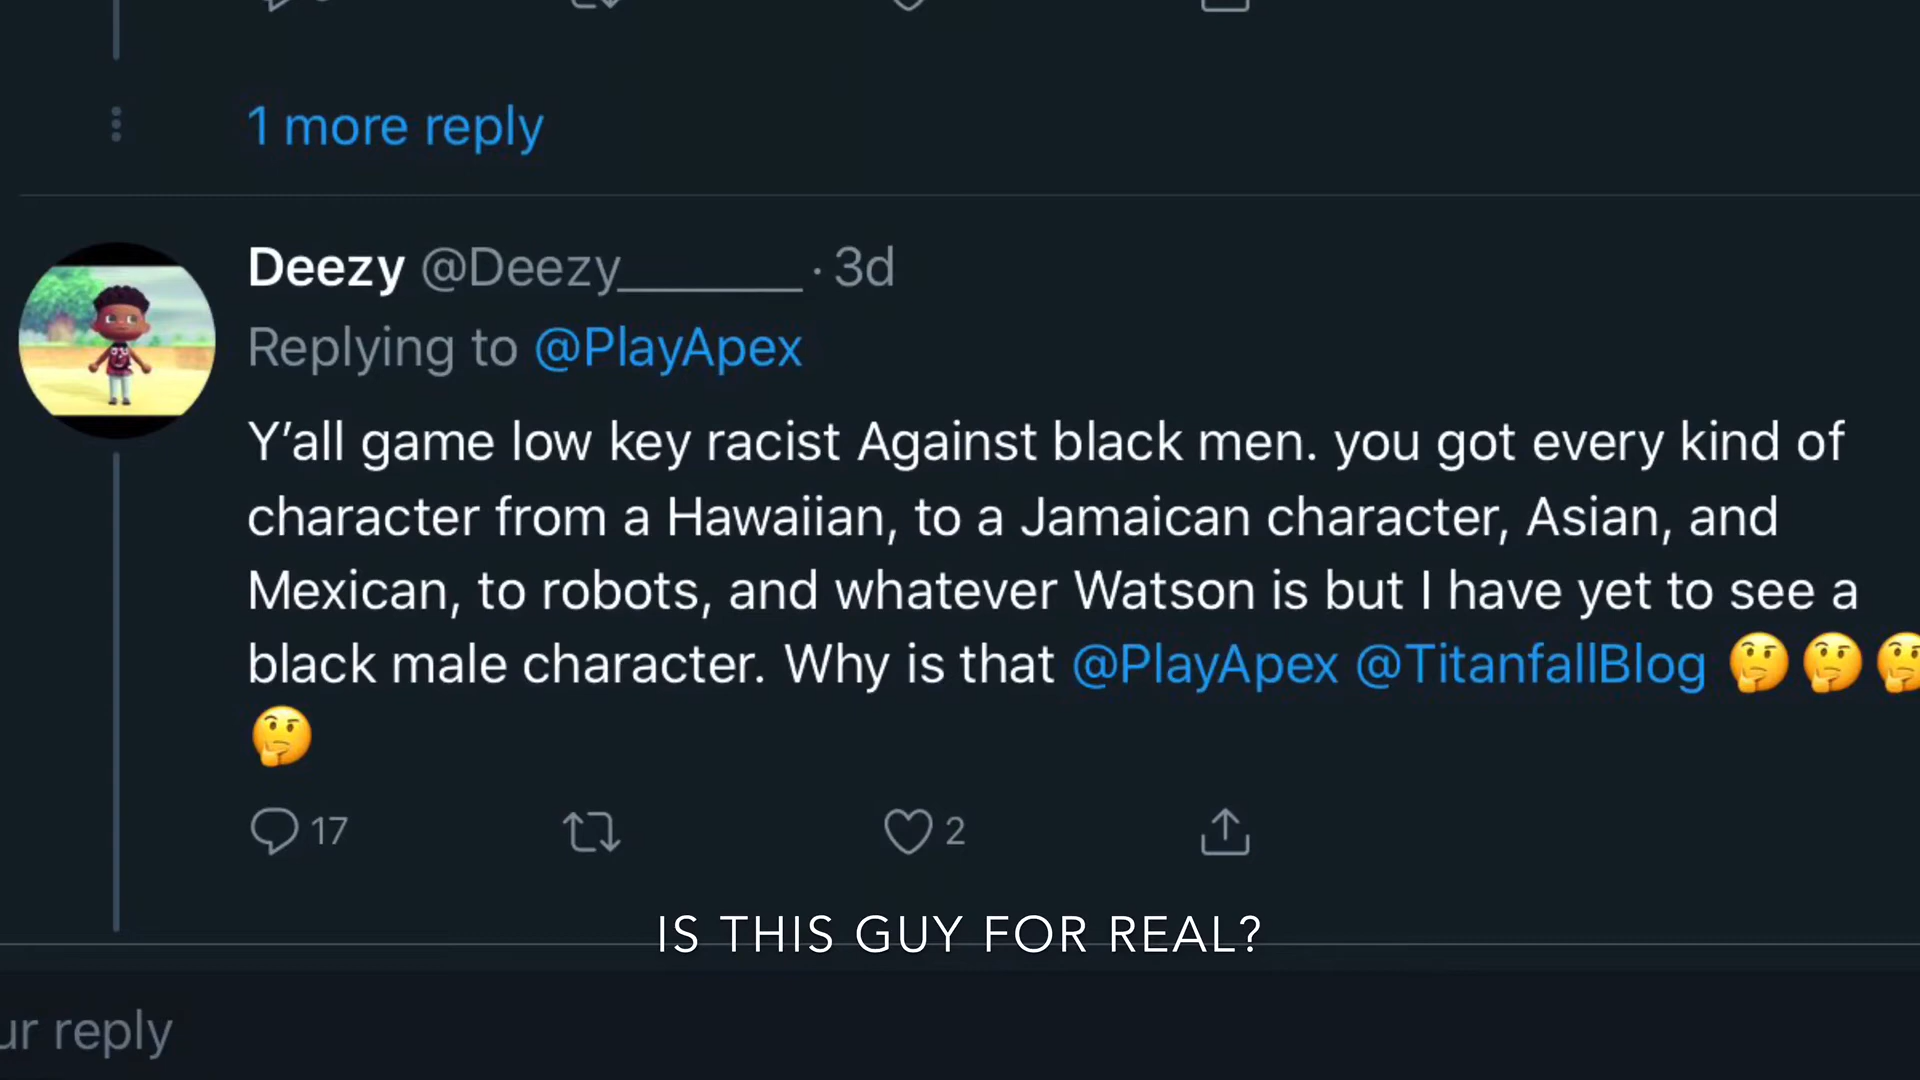 1 more reply
Deezy @Deezy________ · 3d
Replying to @PlayApex
Y’all game low key racist Against black men. you got every kind of
character from a Hawaiian, to a Jamaican character, Asian, and
Mexican, to robots, and whatever Watson is but I have yet to see a
black male character. Why is that @PlayApex @TitanfallBlog 🤔🤔🤔
🤔
17 2
IS THIS GUY FOR REAL?
ur reply